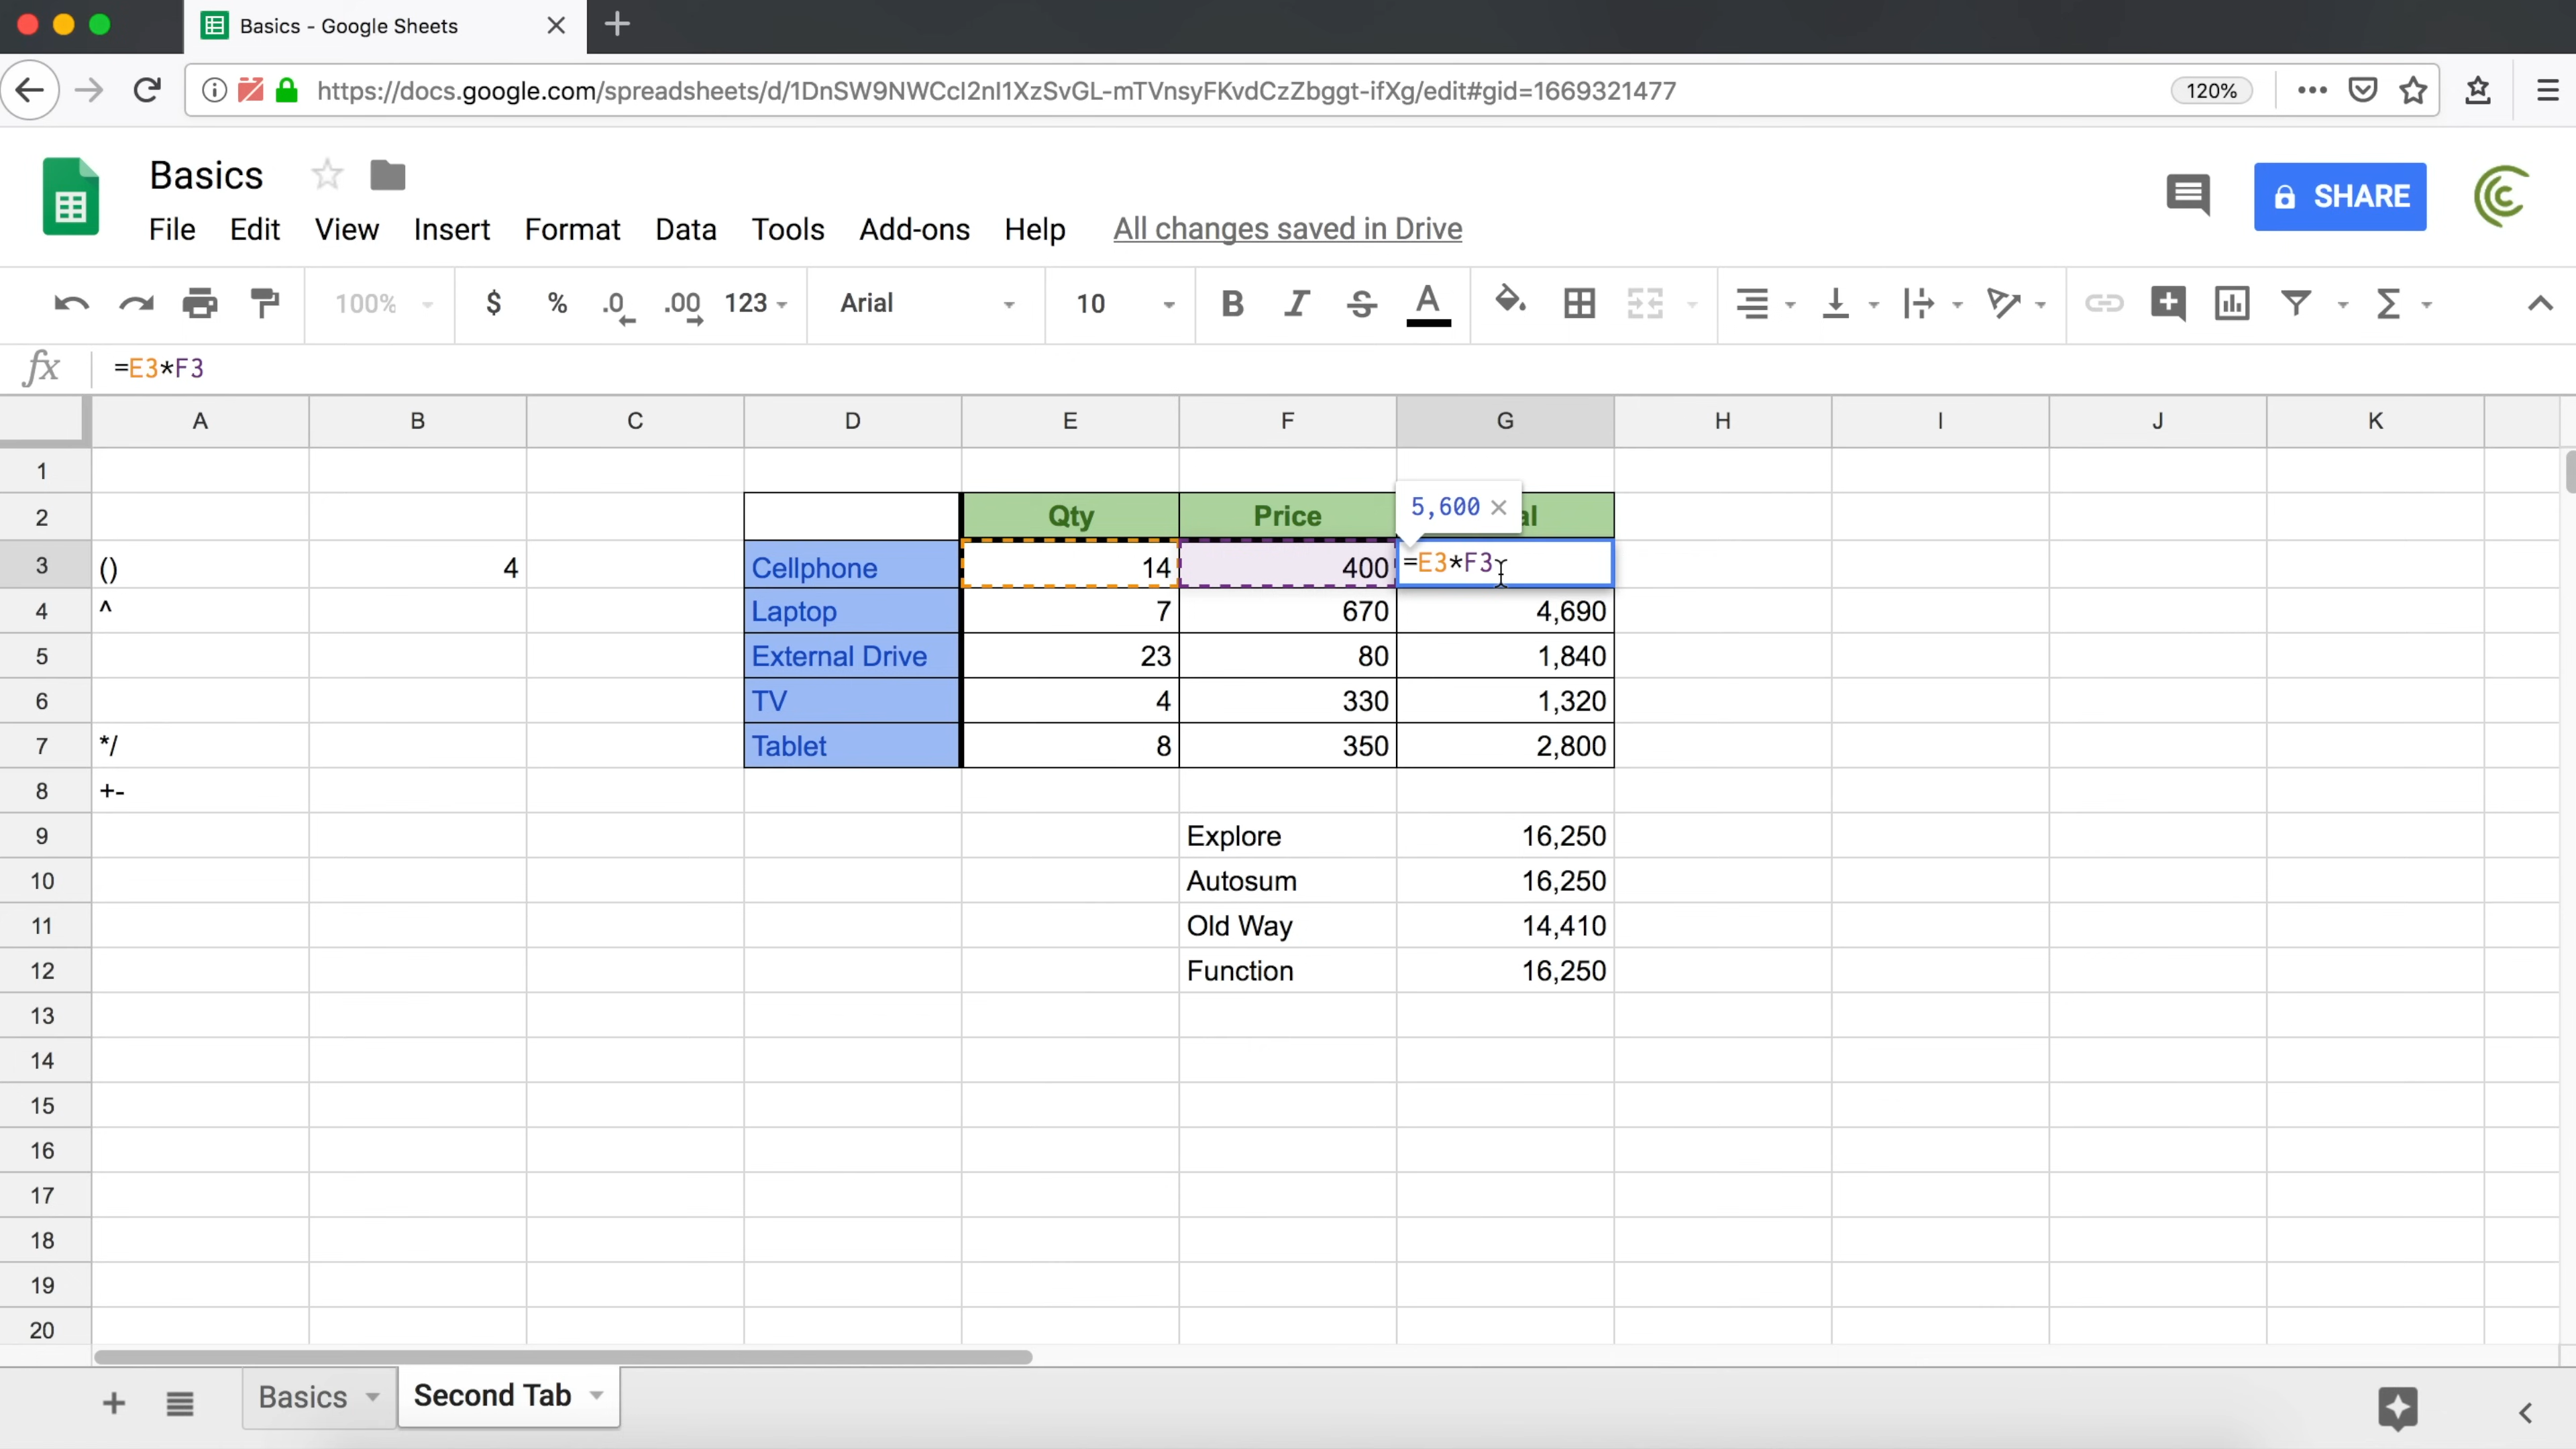 Basics - Google Sheets
https://docs.google.com/spreadsheets/d/1DnSW9NWCcI2nI1XzSvGL-mTVnsyFKvdCzZbggt-ifXg/edit#gid=1669321477 120%
Basics
File Edit View Insert Format Data Tools Add-ons Help All changes saved in Drive
SHARE
100% $ % .0 .00 123 Arial 10 B I S A
fx =E3*F3
A B C D E F G H I J K
1
2 Qty Price 5,600 × al
3 () 4 Cellphone 14 400 =E3*F3
4 ^ Laptop 7 670 4,690
5 External Drive 23 80 1,840
6 TV 4 330 1,320
7 */ Tablet 8 350 2,800
8 +-
9 Explore 16,250
10 Autosum 16,250
11 Old Way 14,410
12 Function 16,250
13
14
15
16
17
18
19
20
Basics Second Tab